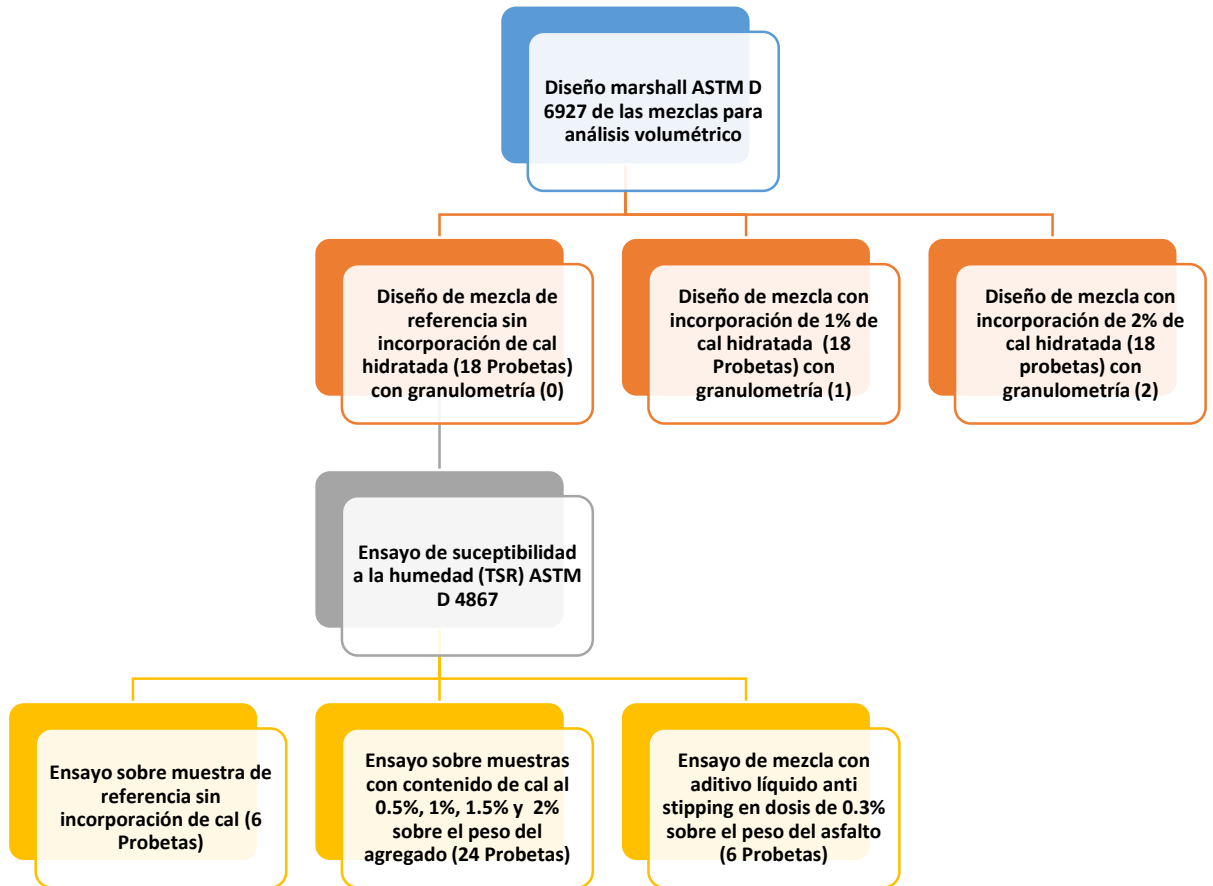 Diseño marshall ASTM D
6927 de las mezclas para
análisis volumétrico
Diseño de mezcla de
referencia sin
incorporación de cal
hidratada (18 Probetas)
con granulometría (0)
Diseño de mezcla con
incorporación de 1% de
cal hidratada (18
Probetas) con
granulometría (1)
Diseño de mezcla con
incorporación de 2% de
cal hidratada (18
probetas) con
granulometría (2)
Ensayo de suceptibilidad
a la humedad (TSR) ASTM
D 4867
Ensayo sobre muestra de
referencia sin
incorporación de cal (6
Probetas)
Ensayo sobre muestras
con contenido de cal al
0.5%, 1%, 1.5% y 2%
sobre el peso del
agregado (24 Probetas)
Ensayo de mezcla con
aditivo líquido anti
stipping en dosis de 0.3%
sobre el peso del asfalto
(6 Probetas)